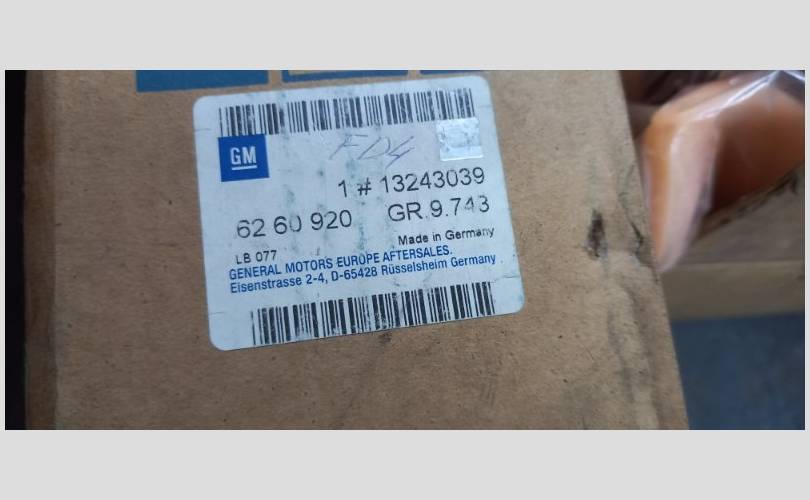 GM
FD4
1 # 13243039
62 60 920 GR.9.743
Made in Germany
LB 077
GENERAL MOTORS EUROPE AFTERSALES.
Eisenstrasse 2-4, D-65428 Rüsselsheim Germany